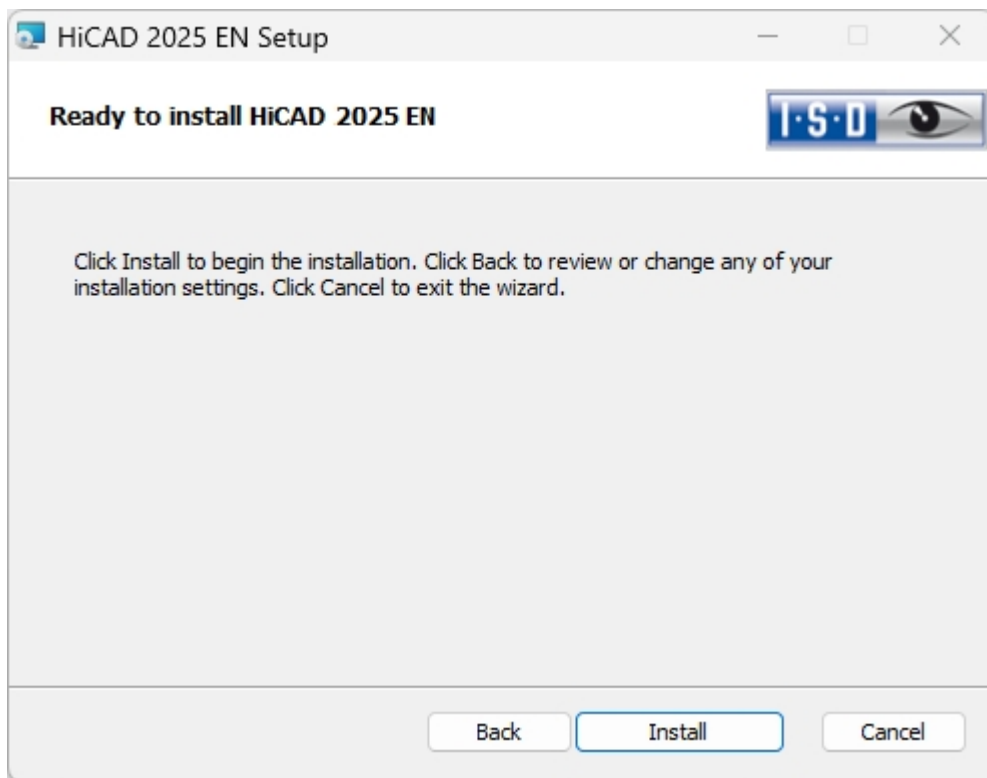 HiCAD 2025 EN Setup
Ready to install HiCAD 2025 EN
I·S·D
Click Install to begin the installation. Click Back to review or change any of your
installation settings. Click Cancel to exit the wizard.
Back
Install
Cancel